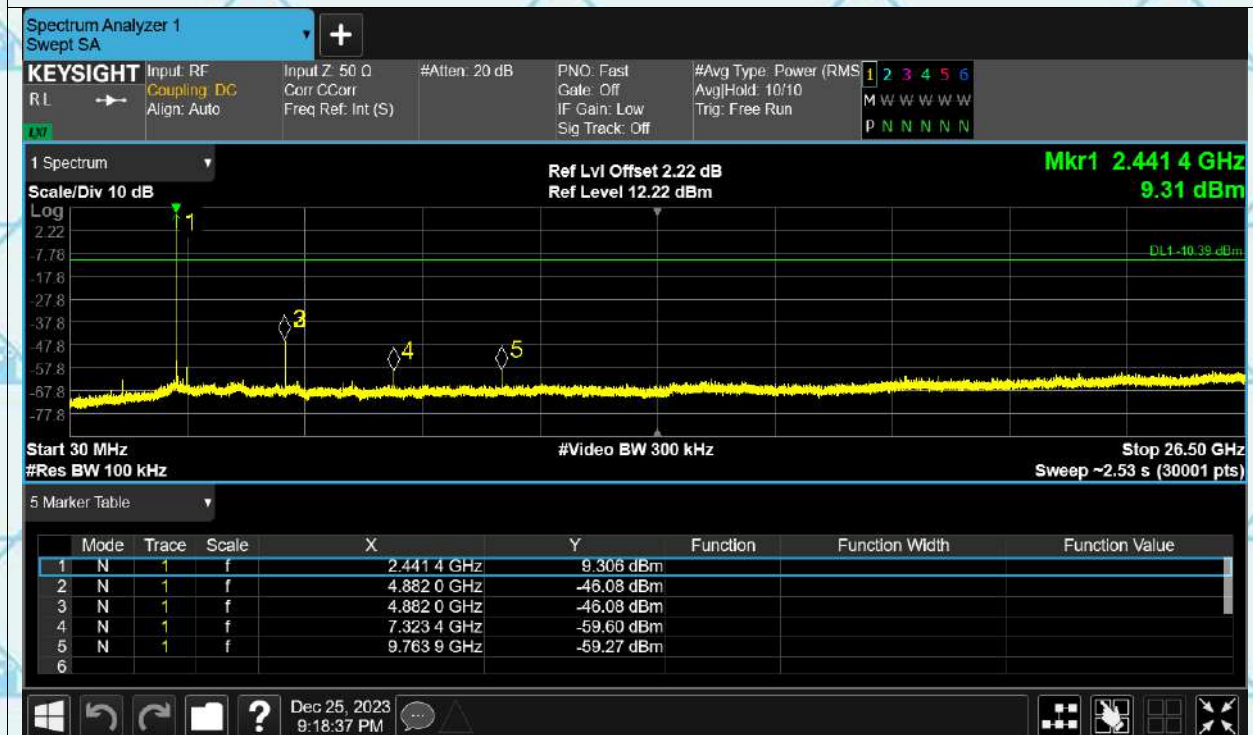 Spectrum Analyzer 1
Swept SA
+
KEYSIGHT Input: RF Input Z: 50 Ω #Atten: 20 dB PNO: Fast #Avg Type: Power (RMS 1 2 3 4 5 6
RL Coupling: DC Corr CCorr Gate: Off Avg|Hold: 10/10 M W W W W W
Align: Auto Freq Ref: Int (S) IF Gain: Low Trig: Free Run
LXI Sig Track: Off P N N N N N
1 Spectrum Ref Lvl Offset 2.22 dB Mkr1 2.441 4 GHz
Scale/Div 10 dB Ref Level 12.22 dBm 9.31 dBm
Log
1
2.22
-7.78 DL1 -10.39 dBm
-17.8
-27.8
-37.8 3
-47.8 4 5
-57.8
-67.8
-77.8
Start 30 MHz #Video BW 300 kHz Stop 26.50 GHz
#Res BW 100 kHz Sweep ~2.53 s (30001 pts)
5 Marker Table
Mode Trace Scale X Y Function Function Width Function Value
1 N 1 f 2.441 4 GHz 9.306 dBm
2 N 1 f 4.882 0 GHz -46.08 dBm
3 N 1 f 4.882 0 GHz -46.08 dBm
4 N 1 f 7.323 4 GHz -59.60 dBm
5 N 1 f 9.763 9 GHz -59.27 dBm
6
? Dec 25, 2023
9:18:37 PM